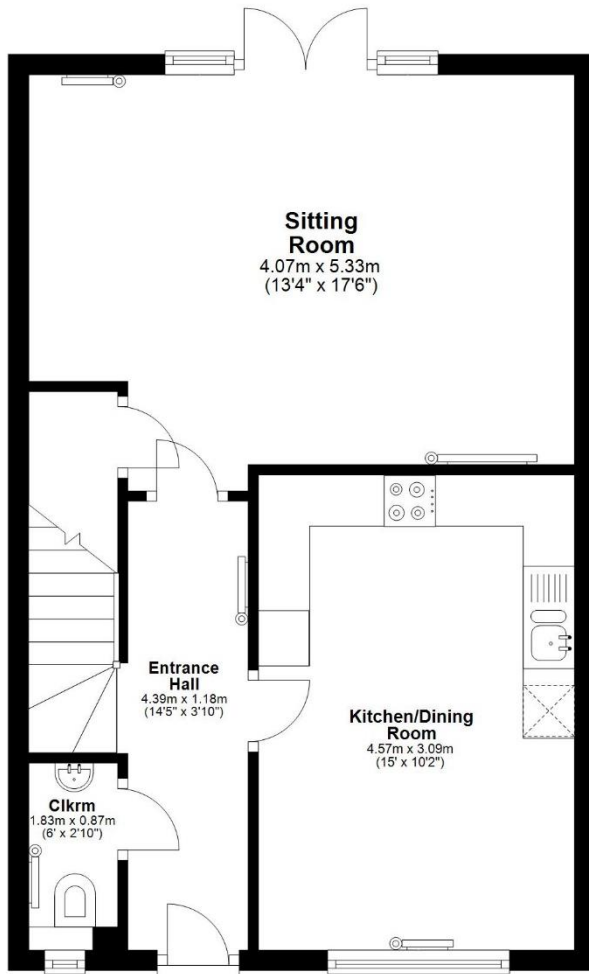 Sitting
Room
4.07m x 5.33m
(13'4" x 17'6")
Entrance
Hall
4.39m x 1.18m
(14'5" x 3'10")
Kitchen/Dining
Room
4.57m x 3.09m
(15' x 10'2")
Clkrm
1.83m x 0.87m
(6' x 2'10")